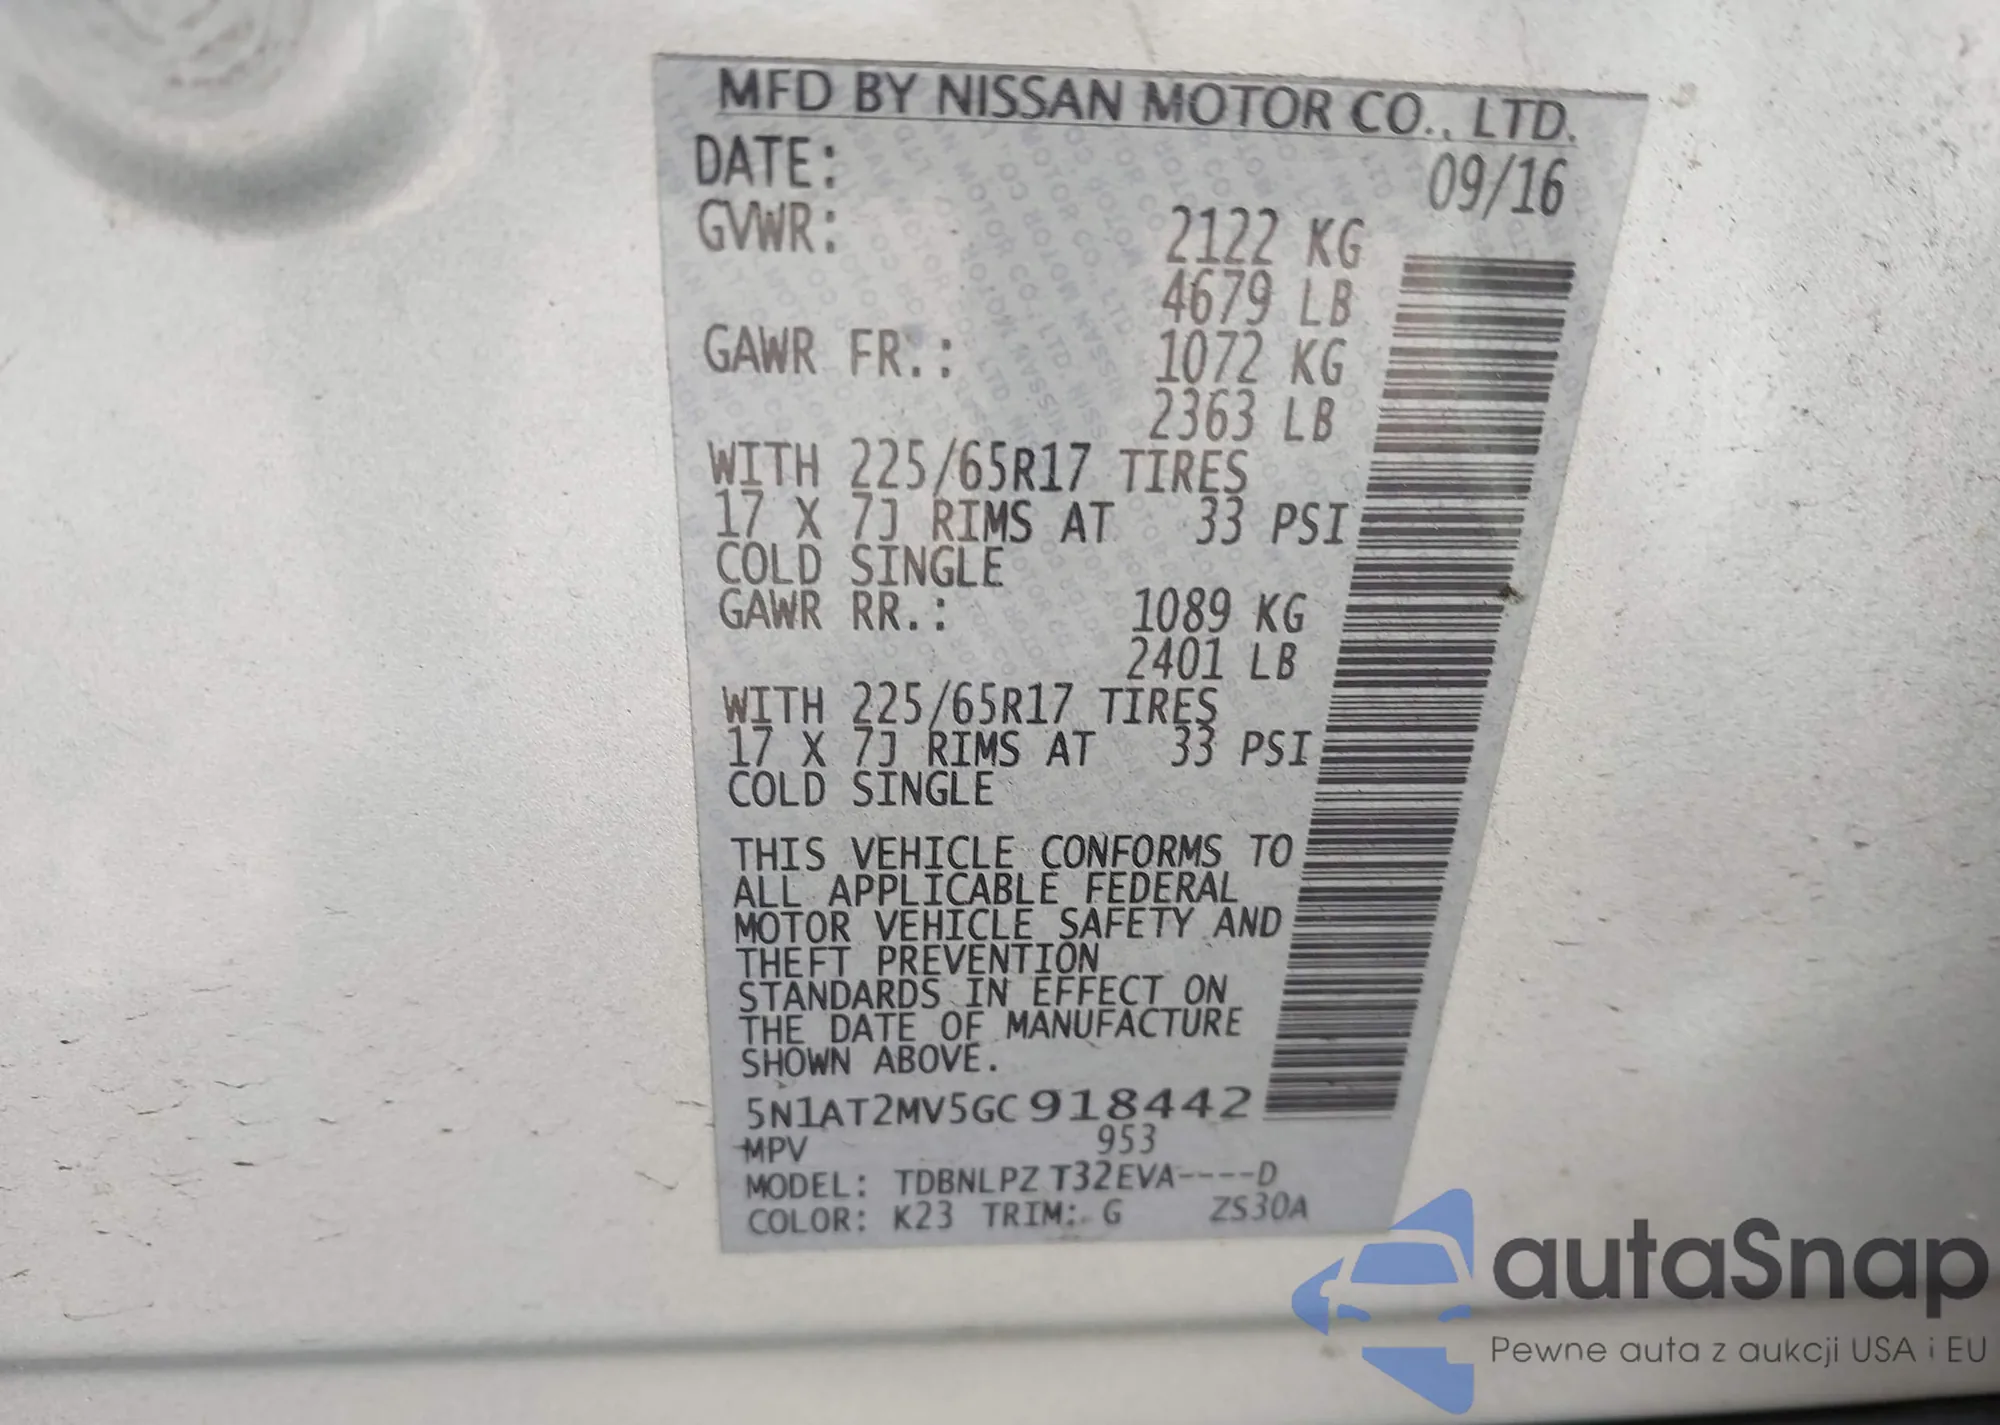 MFD BY NISSAN MOTOR CO., LTD.
DATE: 09/16
GVWR: 2122 KG
4679 LB
GAWR FR.: 1072 KG
2363 LB
WITH 225/65R17 TIRES
17 X 7J RIMS AT 33 PSI
COLD SINGLE
GAWR RR.: 1089 KG
2401 LB
WITH 225/65R17 TIRES
17 X 7J RIMS AT 33 PSI
COLD SINGLE
THIS VEHICLE CONFORMS TO
ALL APPLICABLE FEDERAL
MOTOR VEHICLE SAFETY AND
THEFT PREVENTION
STANDARDS IN EFFECT ON
THE DATE OF MANUFACTURE
SHOWN ABOVE.
5N1AT2MV5GC918442
MPV 953
MODEL: TDBNLPZ T32EVA----D
COLOR: K23 TRIM: G ZS30A
autaSnap
Pewne auta z aukcji USA i EU